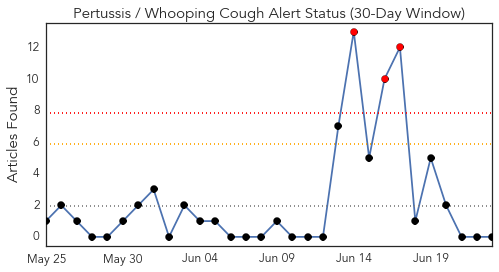 Pertussis / Whooping Cough Alert Status (30-Day Window)
Articles Found
12
10
8
6
4
2
0
May 25
May 30
Jun 04
Jun 09
Jun 14
Jun 19